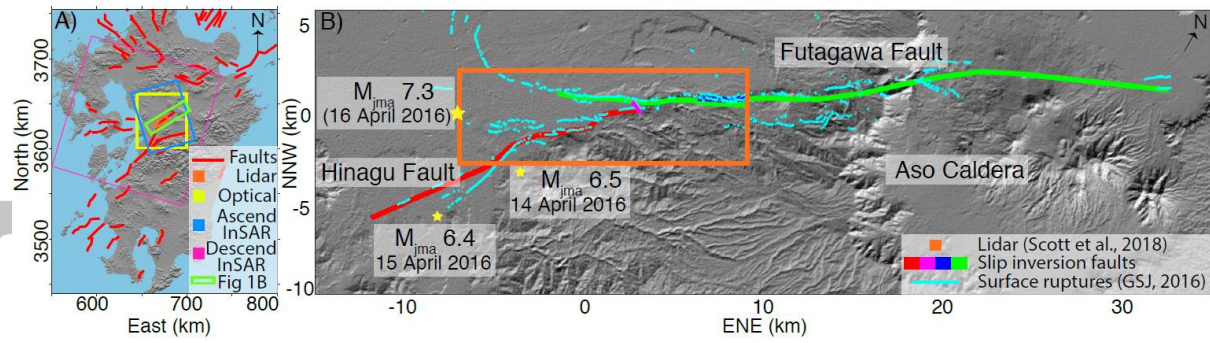 A)
N
3700
3600
3500
North (km)
600
700
800
East (km)
Faults
Lidar
Optical
Ascend
InSAR
Descend
InSAR
Fig 1B
B)
N
Futagawa Fault
Mjma 7.3
(16 April 2016)
Hinagu Fault
Mjma 6.5
14 April 2016
Mjma 6.4
15 April 2016
Aso Caldera
Lidar (Scott et al., 2018)
Slip inversion faults
Surface ruptures (GSJ, 2016)
5
0
-5
-10
NNW (km)
-10
0
10
20
30
ENE (km)